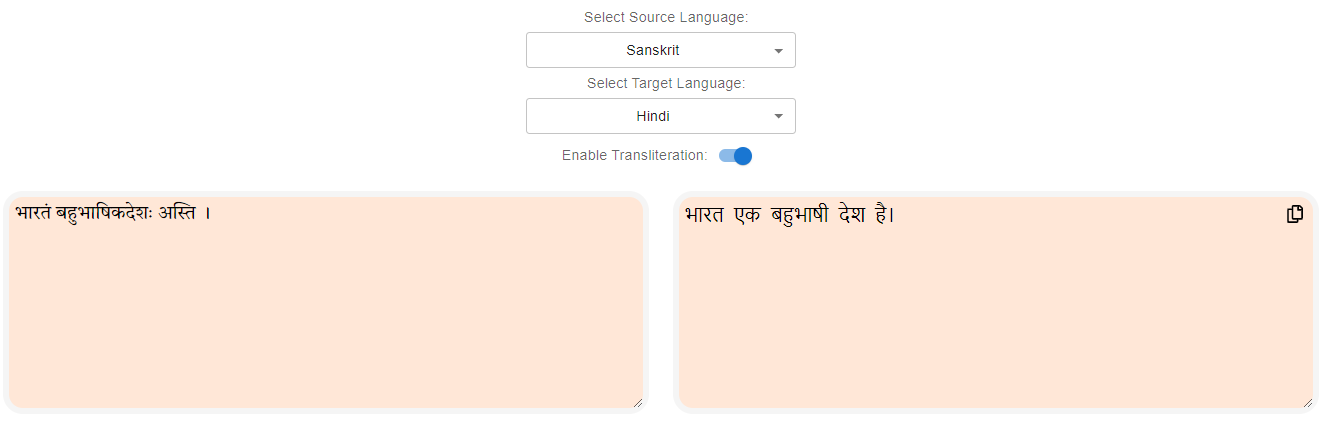 Select Source Language:
Sanskrit
Select Target Language:
Hindi
Enable Transliteration:
भारतं बहुभाषिकदेशः अस्ति ।
भारत एक बहुभाषी देश है।